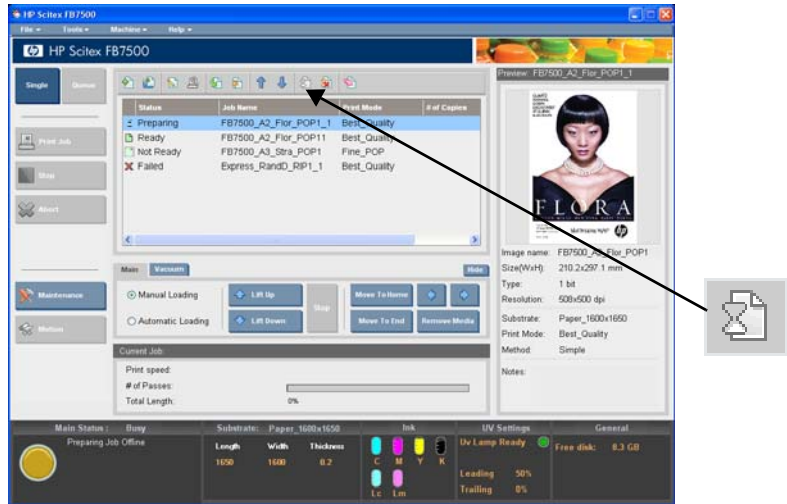 HP Scitex FB7500
File Tools Machine Help
HP Scitex FB7500
Single Queue
Print Job
Stop
Abort
Maintenance
Motion
Status Job Name Print Mode # of Copies
Preparing FB7500_A2_Flor_POP1_1 Best_Quality
Ready FB7500_A2_Flor_POP11 Best_Quality
Not Ready FB7500_A3_Stra_POP1 Fine_POP
Failed Express_RandD_RIP1_1 Best_Quality
Main Vacuum Hide
Manual Loading Lift Up Stop Move To Home
Automatic Loading Lift Down Move To End Remove Media
Current Job:
Print speed:
# of Passes:
Total Length: 0%
Preview: FB7500_A2_Flor_POP1_1
FLORA
hp
Image name: FB7500_A2_Flor_POP1
Size(WxH): 210.2x297.1 mm
Type: 1 bit
Resolution: 508x500 dpi
Substrate: Paper_1600x1650
Print Mode: Best_Quality
Method: Simple
Notes:
Main Status : Busy
Preparing Job Offline
Substrate: Paper_1600x1650
Length Width Thickness
1650 1600 0.2
Ink
C M Y K
Lc Lm
UV Settings
Uv Lamp Ready
Leading 50%
Trailing 0%
General
Free disk: 8.3 GB